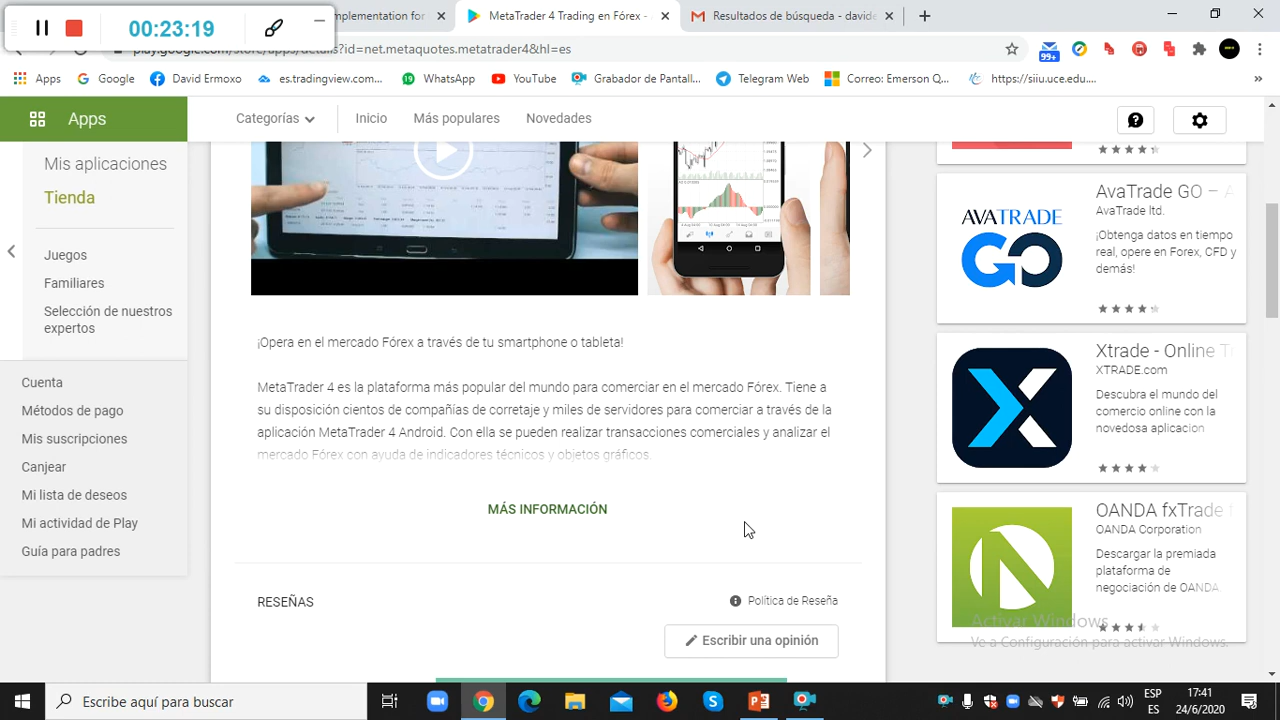 00:23:19
mplementation for
MetaTrader 4 Trading en Fórex -
Resultados de búsqueda - davide
play.google.com/store/apps/details?id=net.metaquotes.metatrader4&hl=es
99+
Apps
Google
David Ermoxo
es.tradingview.com...
19
WhatsApp
YouTube
Grabador de Pantall...
Telegram Web
Correo: Emerson Q...
https://siiu.uce.edu....
Apps
Categorías
Inicio
Más populares
Novedades
Mis aplicaciones
Tienda
Juegos
Familiares
Selección de nuestros
expertos
Cuenta
Métodos de pago
Mis suscripciones
Canjear
Mi lista de deseos
Mi actividad de Play
Guía para padres
¡Opera en el mercado Fórex a través de tu smartphone o tableta!
MetaTrader 4 es la plataforma más popular del mundo para comerciar en el mercado Fórex. Tiene a
su disposición cientos de compañías de corretaje y miles de servidores para comerciar a través de la
aplicación MetaTrader 4 Android. Con ella se pueden realizar transacciones comerciales y analizar el
mercado Fórex con ayuda de indicadores técnicos y objetos gráficos.
MÁS INFORMACIÓN
RESEÑAS
Política de Reseña
Escribir una opinión
AVATRADE
GO
AvaTrade GO – A
AvaTrade ltd.
¡Obtenga datos en tiempo
real, opere en Forex, CFD y
demás!
Xtrade - Online Tr
XTRADE.com
Descubra el mundo del
comercio online con la
novedosa aplicacion
OANDA fxTrade f
OANDA Corporation
Descargar la premiada
plataforma de
negociación de OANDA.
Activar Windows
Ve a Configuración para activar Windows.
Escribe aquí para buscar
ESP
ES
17:41
24/6/2020